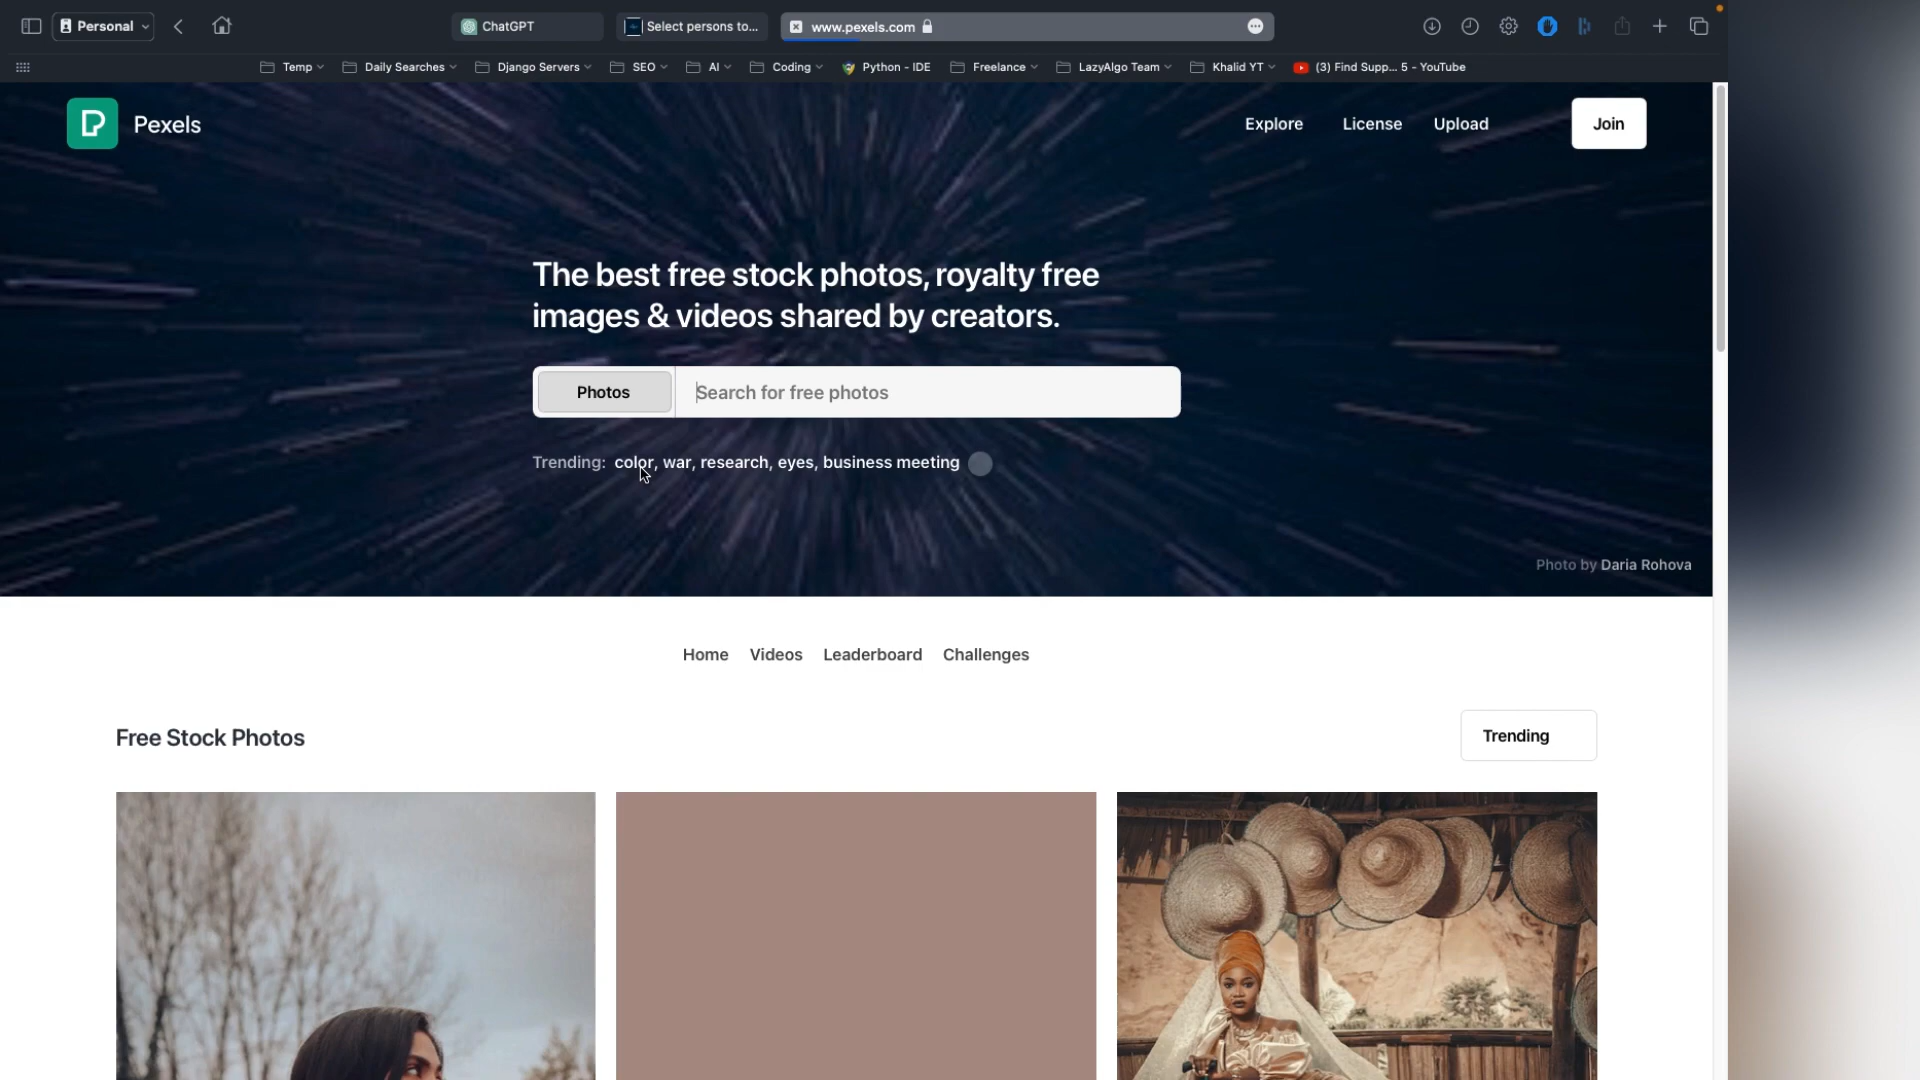 Personal
ChatGPT
Select persons to...
www.pexels.com
Temp
Daily Searches
Django Servers
SEO
AI
Coding
Python - IDE
Freelance
LazyAlgo Team
Khalid YT
(3) Find Supp... 5 - YouTube
Pexels
Explore
License
Upload
Join
The best free stock photos, royalty free
images & videos shared by creators.
Photos
Search for free photos
Trending: color, war, research, eyes, business meeting
Photo by Daria Rohova
Home
Videos
Leaderboard
Challenges
Free Stock Photos
Trending